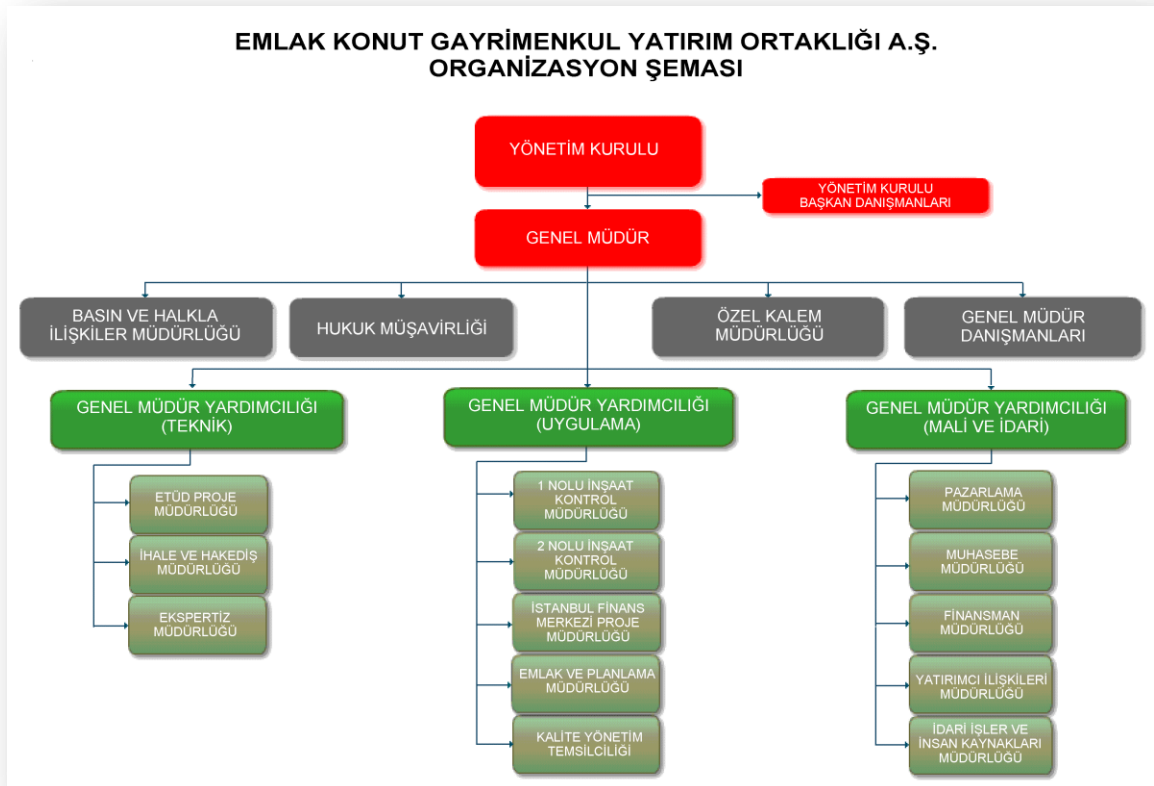 EMLAK KONUT GAYRİMENKUL YATIRIM ORTAKLIĞI A.Ş.
ORGANİZASYON ŞEMASI
YÖNETİM KURULU
YÖNETİM KURULU
BAŞKAN DANIŞMANLARI
GENEL MÜDÜR
BASIN VE HALKLA
İLİŞKİLER MÜDÜRLÜĞÜ
HUKUK MÜŞAVİRLİĞİ
ÖZEL KALEM
MÜDÜRLÜĞÜ
GENEL MÜDÜR
DANIŞMANLARI
GENEL MÜDÜR YARDIMCILIĞI
(TEKNİK)
ETÜD PROJE
MÜDÜRLÜĞÜ
İHALE VE HAKEDİŞ
MÜDÜRLÜĞÜ
EKSPERTİZ
MÜDÜRLÜĞÜ
GENEL MÜDÜR YARDIMCILIĞI
(UYGULAMA)
1 NOLU İNŞAAT
KONTROL
MÜDÜRLÜĞÜ
2 NOLU İNŞAAT
KONTROL
MÜDÜRLÜĞÜ
İSTANBUL FİNANS
MERKEZİ PROJE
MÜDÜRLÜĞÜ
EMLAK VE PLANLAMA
MÜDÜRLÜĞÜ
KALİTE YÖNETİM
TEMSİLCİLİĞİ
GENEL MÜDÜR YARDIMCILIĞI
(MALİ VE İDARİ)
PAZARLAMA
MÜDÜRLÜĞÜ
MUHASEBE
MÜDÜRLÜĞÜ
FİNANSMAN
MÜDÜRLÜĞÜ
YATIRIMCI İLİŞKİLERİ
MÜDÜRLÜĞÜ
İDARİ İŞLER VE
İNSAN KAYNAKLARI
MÜDÜRLÜĞÜ